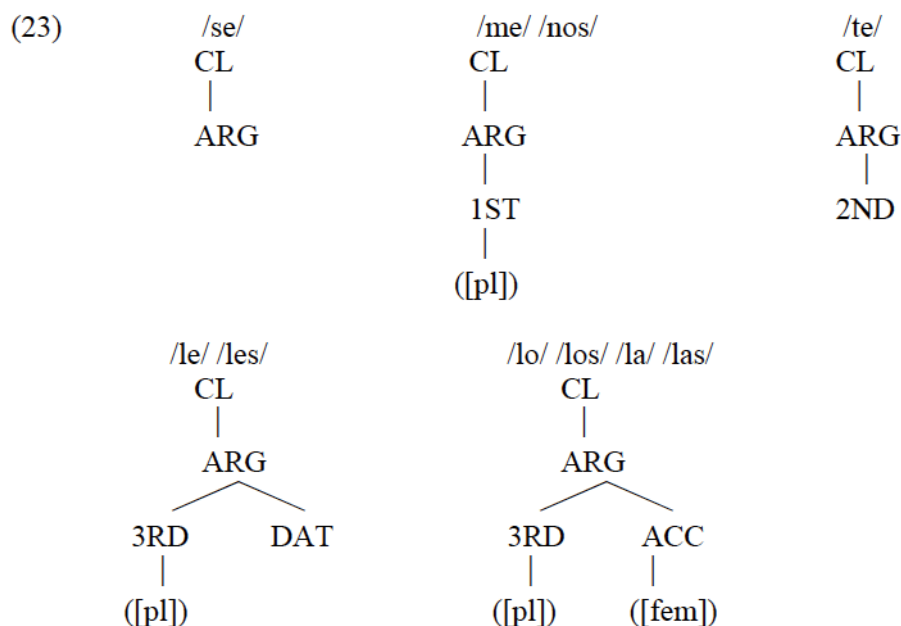 (23) /se/ /me/ /nos/ /te/
CL CL CL
ARG ARG ARG
1ST 2ND
([pl])
/le/ /les/ /lo/ /los/ /la/ /las/
CL CL
ARG ARG
3RD DAT 3RD ACC
([pl]) ([pl]) ([fem])